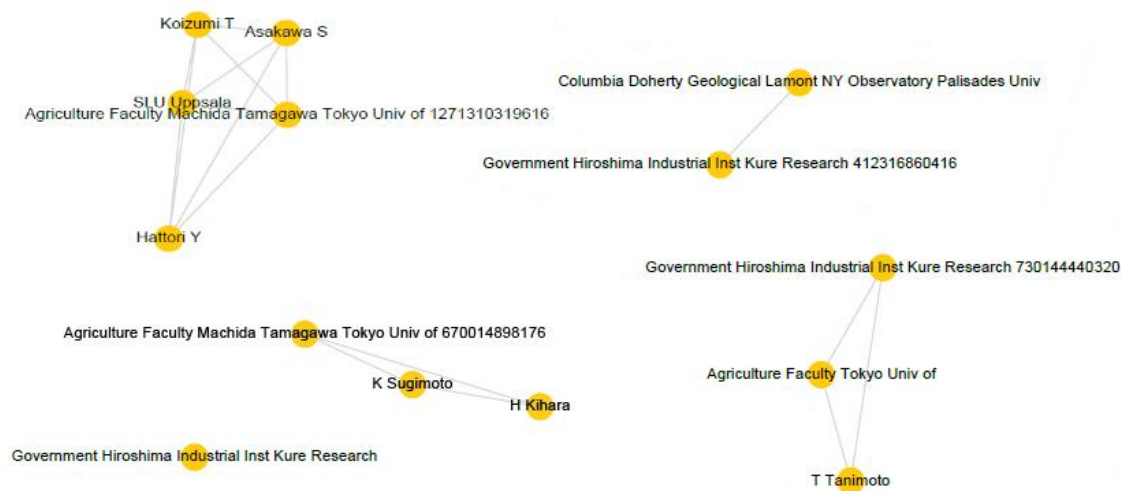 Koizumi T
Asakawa S
SLU Uppsala
Agriculture Faculty Machida Tamagawa Tokyo Univ of 1271310319616
Hattori Y
Columbia Doherty Geological Lamont NY Observatory Palisades Univ
Government Hiroshima Industrial Inst Kure Research 412316860416
Government Hiroshima Industrial Inst Kure Research 730144440320
Agriculture Faculty Tokyo Univ of
T Tanimoto
Agriculture Faculty Machida Tamagawa Tokyo Univ of 670014898176
K Sugimoto
H Kihara
Government Hiroshima Industrial Inst Kure Research